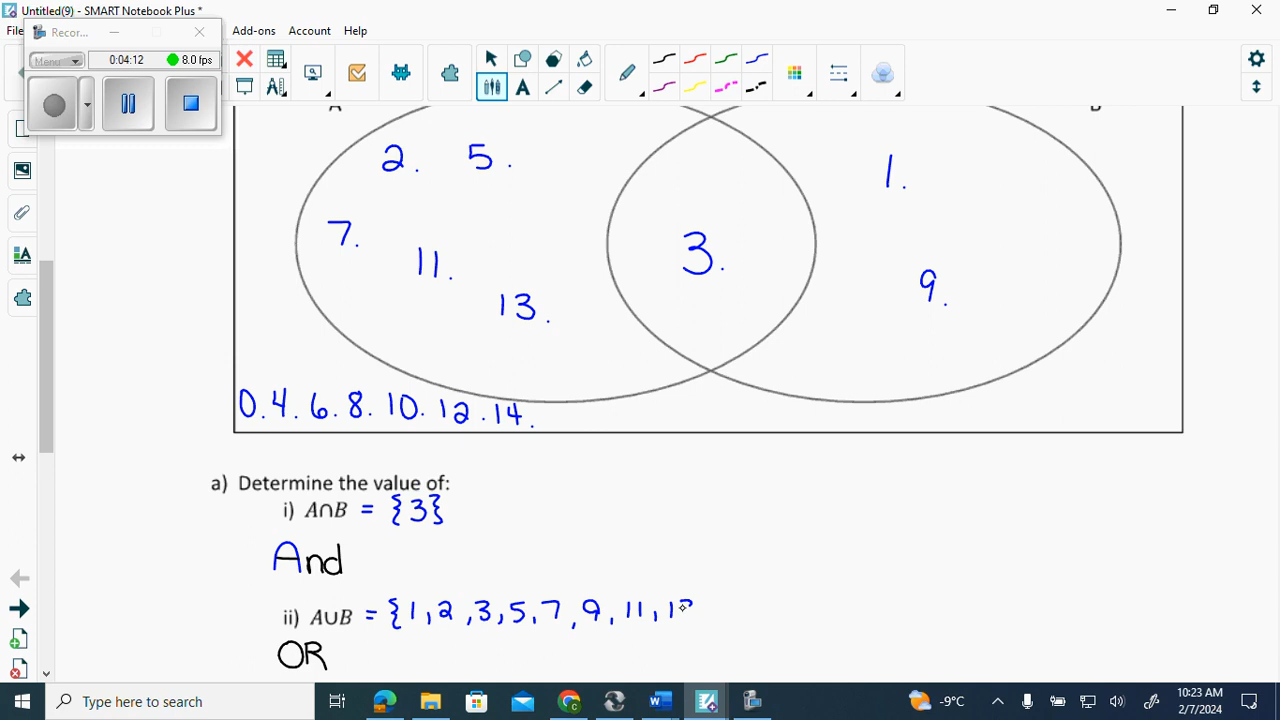 Untitled(9) - SMART Notebook Plus *
Recor...
File
Add-ons Account Help
Menu 0:04:12 8.0 fps
2. 5.
1.
7.
11.
3.
9.
13.
0.4.6.8.10.12.14.
a) Determine the value of:
i) A∩B = {3}
And
ii) A∪B = {1,2,3,5,7,9,11,1
OR
Type here to search
-9°C
10:23 AM
2/7/2024